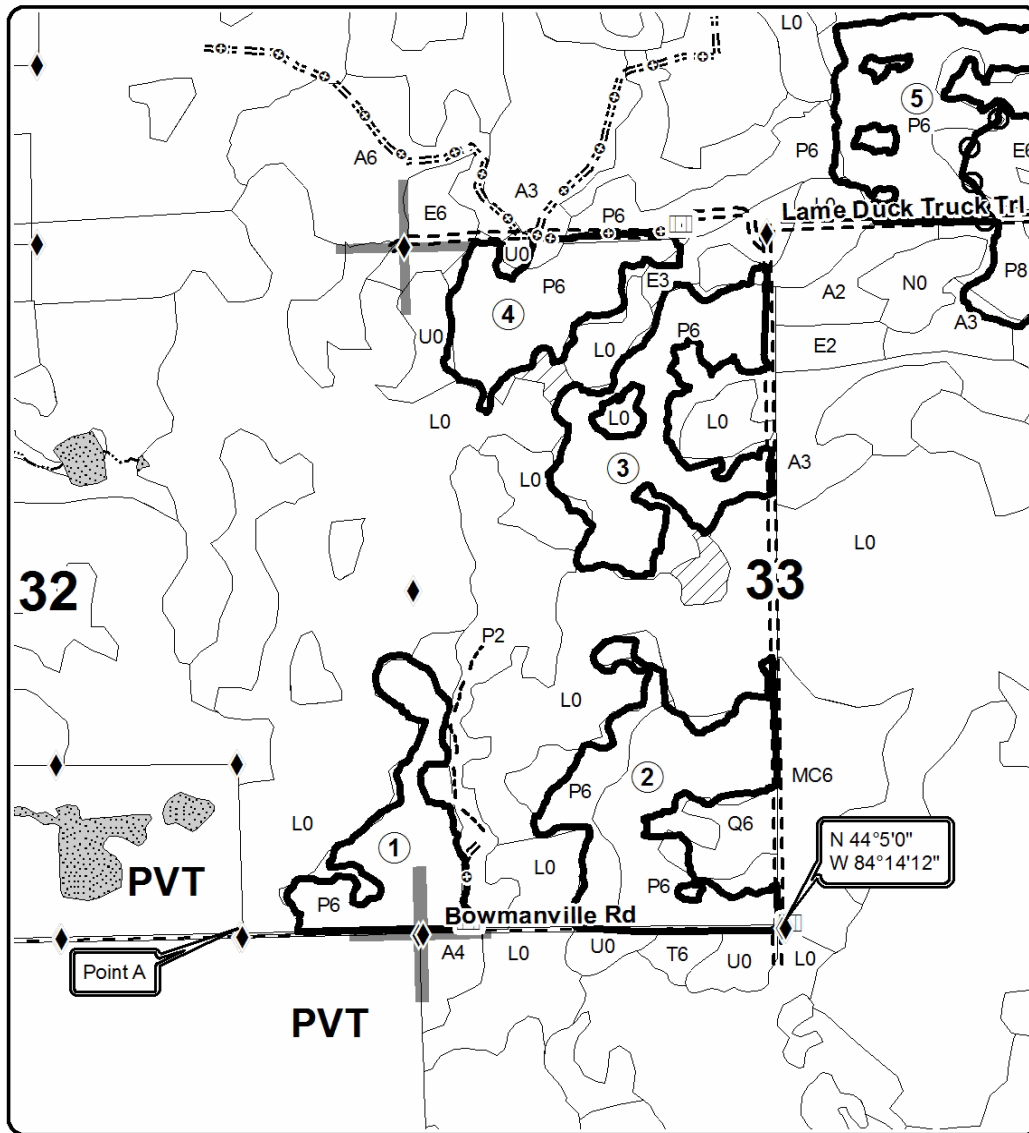 L0
5
P6
P6
E6
A6
A3
E6
P6
Lame Duck Truck Trl
U0
P6
E3
A2
N0
P8
4
U0
P6
A3
L0
E2
L0
L0
L0
3
L0
A3
L0
32
33
P2
L0
2
MC6
P6
L0
Q6
N 44°5'0"
W 84°14'12"
1
L0
PVT
P6
P6
Bowmanville Rd
Point A
A4
L0
U0
T6
U0
L0
PVT